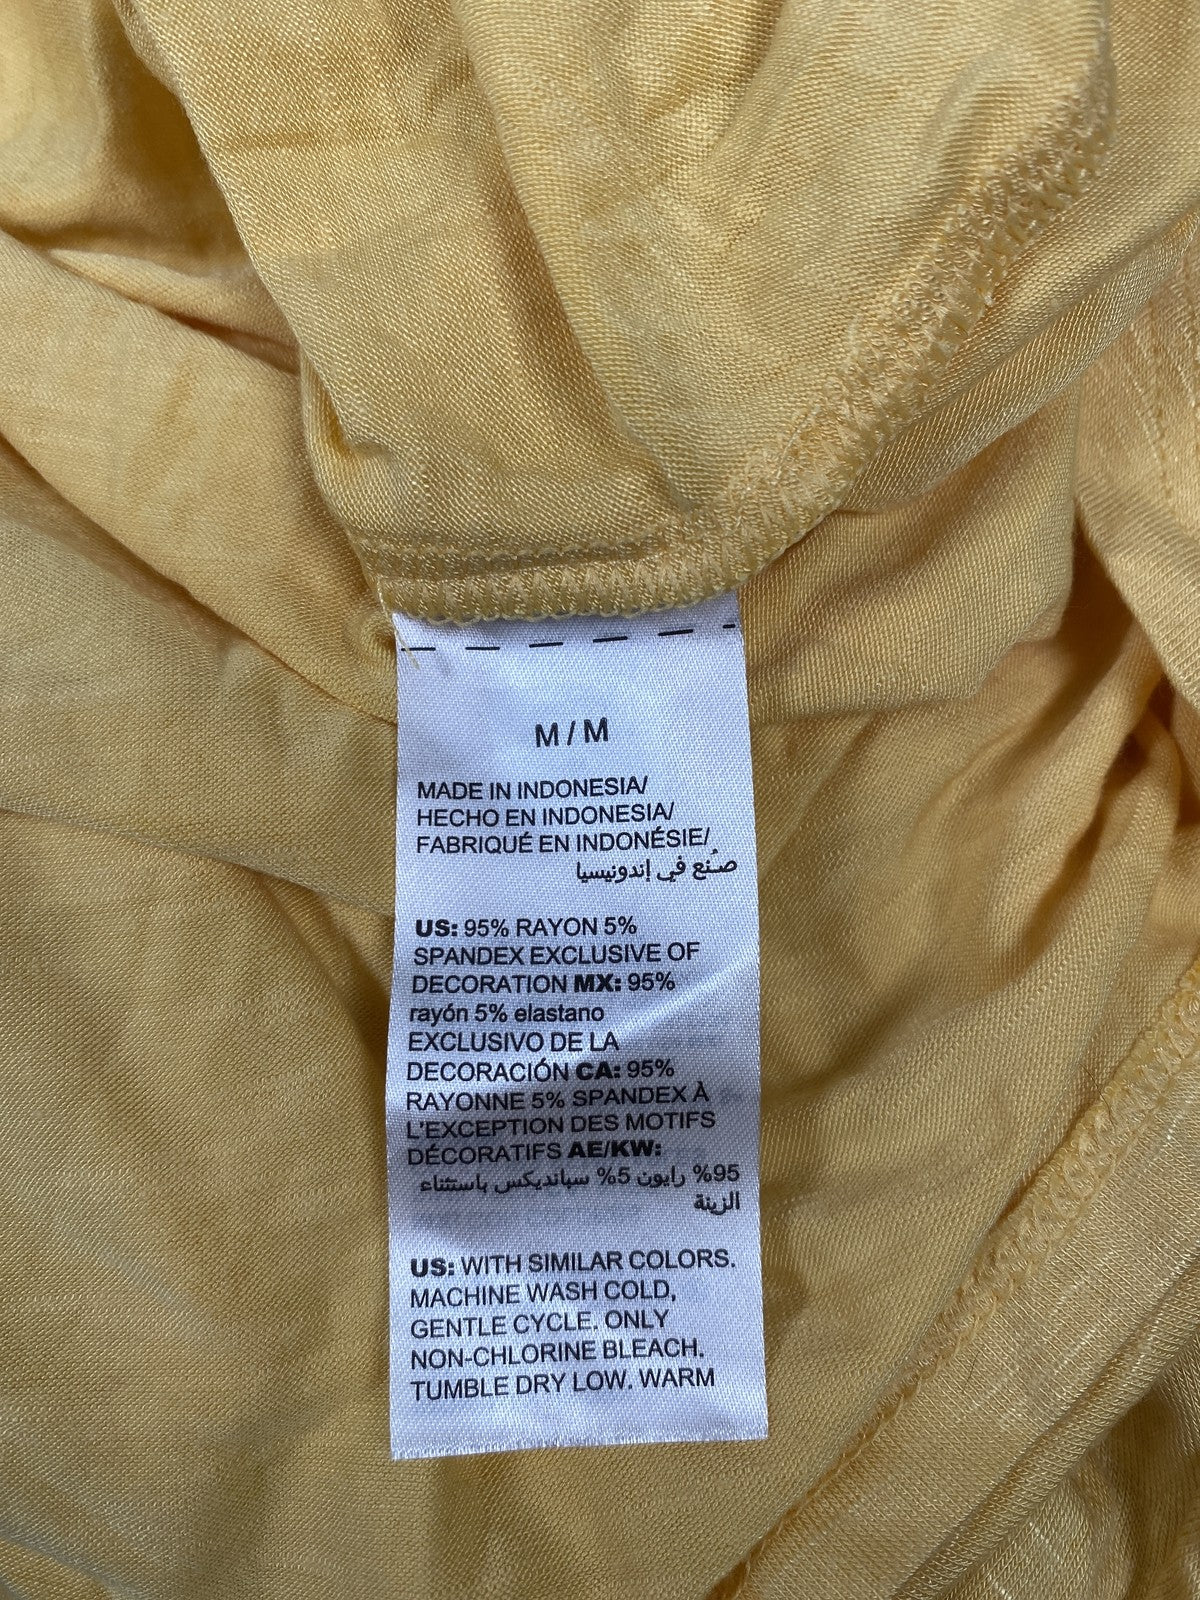 M / M
MADE IN INDONESIA/
HECHO EN INDONESIA/
FABRIQUÉ EN INDONÉSIE/
صُنع في إندونيسيا
US: 95% RAYON 5%
SPANDEX EXCLUSIVE OF
DECORATION MX: 95%
rayón 5% elastano
EXCLUSIVO DE LA
DECORACIÓN CA: 95%
RAYONNE 5% SPANDEX À
L'EXCEPTION DES MOTIFS
DÉCORATIFS AE/KW:
95% رايون 5% سباندیکس باستثناء
الزينة
US: WITH SIMILAR COLORS.
MACHINE WASH COLD,
GENTLE CYCLE. ONLY
NON-CHLORINE BLEACH.
TUMBLE DRY LOW. WARM